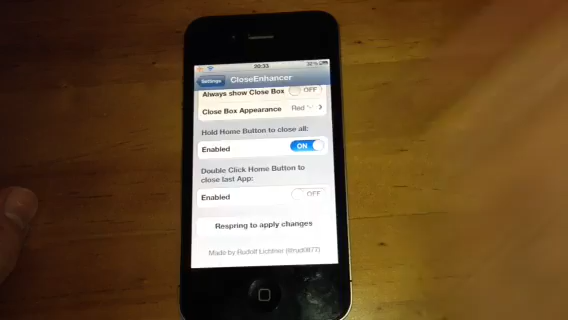 20:33
Settings
CloseEnhancer
Always show Close Box OFF
Close Box Appearance Red
Hold Home Button to close all:
Enabled ON
Double Click Home Button to
close last App:
Enabled OFF
Respring to apply changes
Made by Rudolf Lichtner